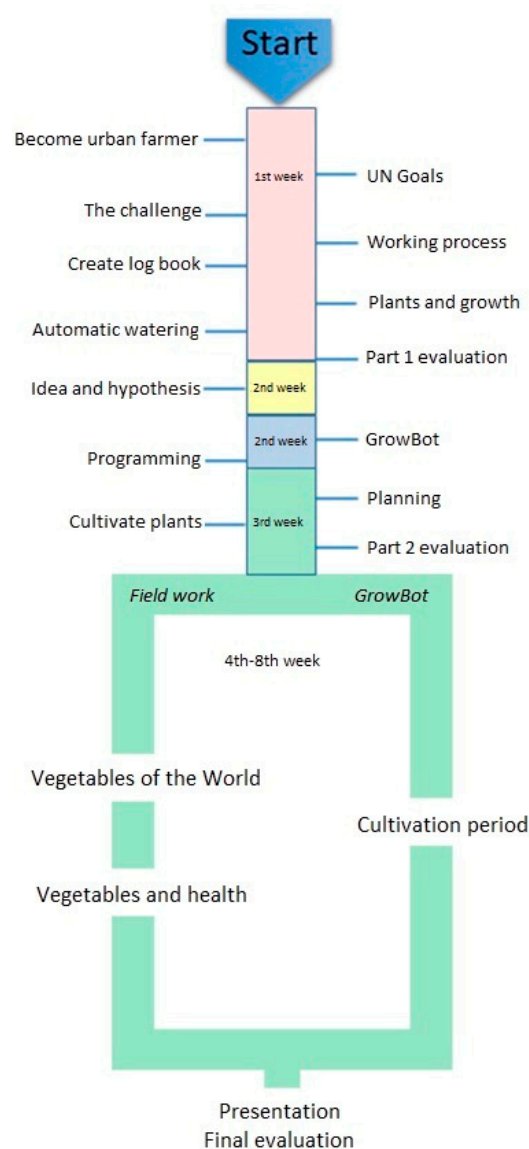 Start
Become urban farmer
1st week
UN Goals
The challenge
Working process
Create log book
Plants and growth
Automatic watering
Part 1 evaluation
Idea and hypothesis
2nd week
2nd week
GrowBot
Programming
Planning
Cultivate plants
3rd week
Part 2 evaluation
Field work
GrowBot
4th-8th week
Vegetables of the World
Cultivation period
Vegetables and health
Presentation
Final evaluation